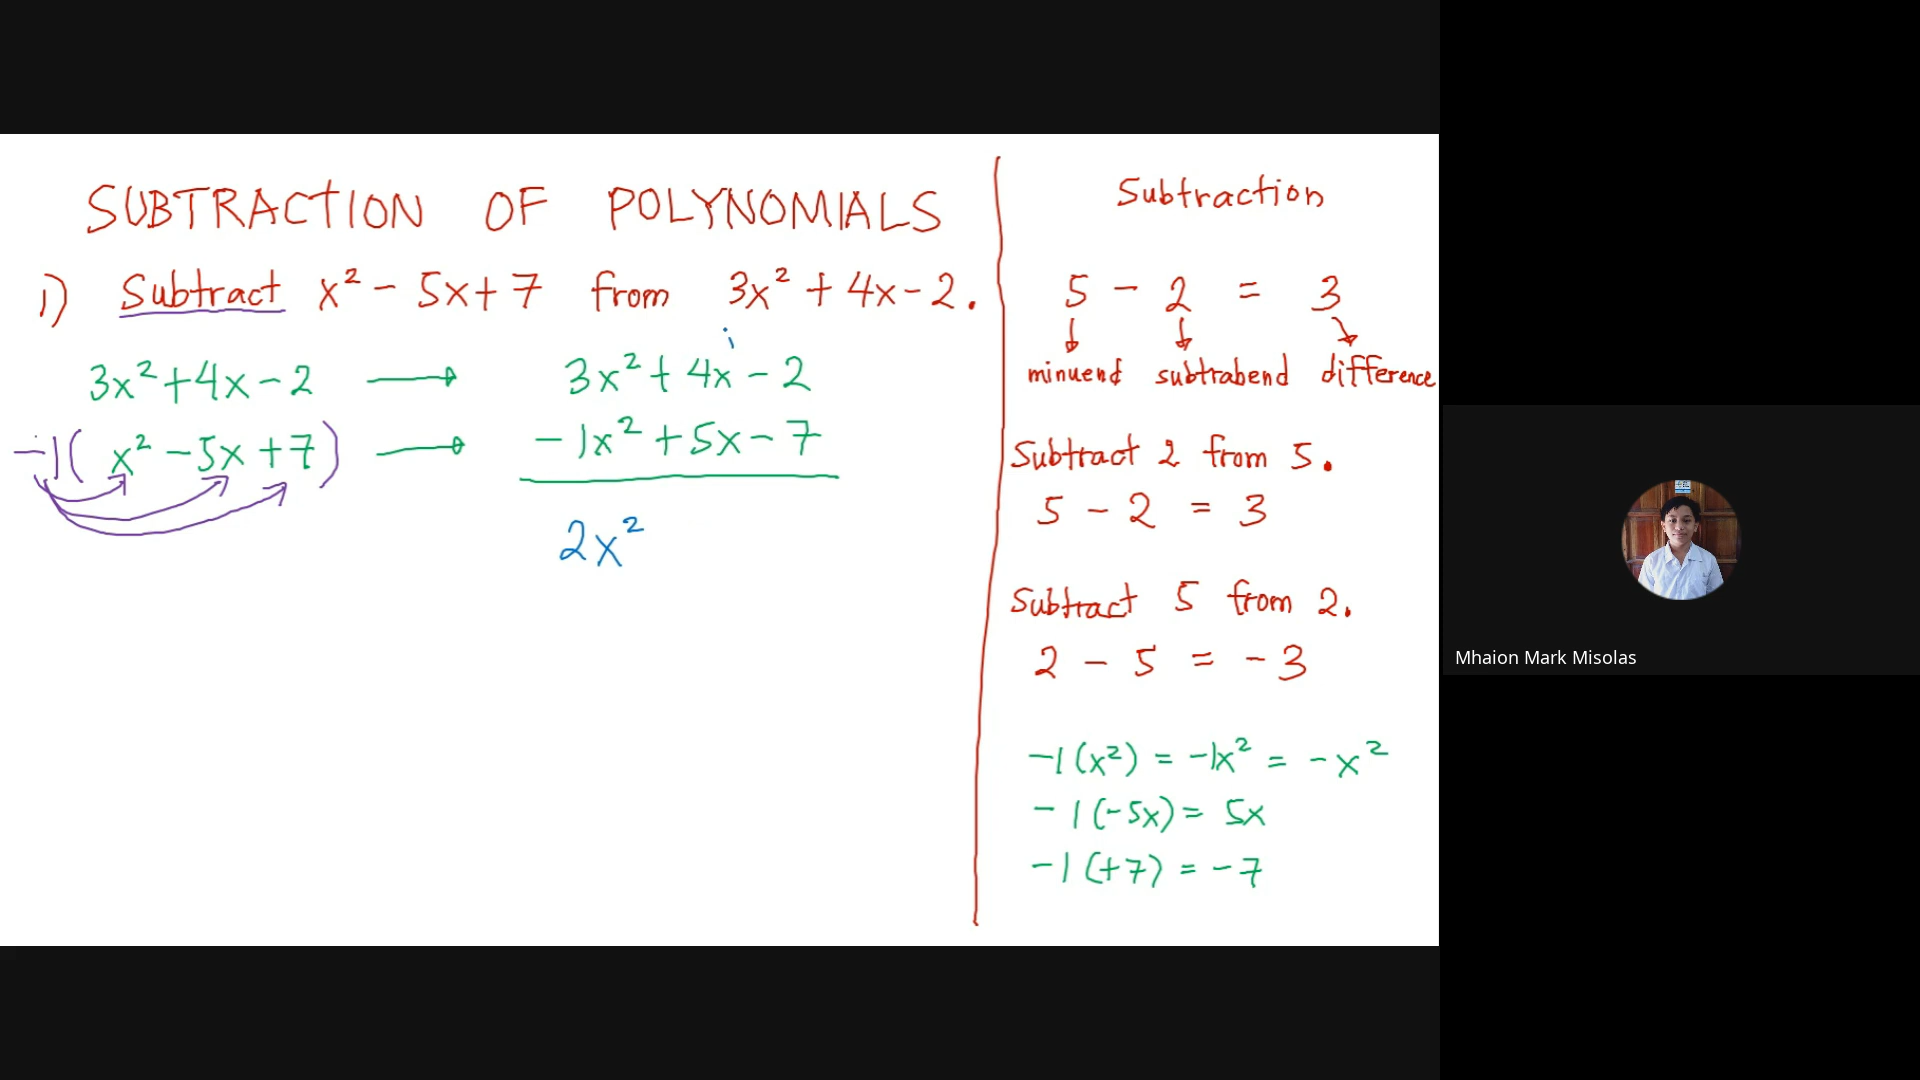 SUBTRACTION OF POLYNOMIALS
1) Subtract x² - 5x + 7 from 3x² + 4x - 2.
3x² + 4x - 2 → 3x² + 4x - 2
-1( x² - 5x + 7 ) → -1x² + 5x - 7
2x²
Subtraction
5 - 2 = 3
minuend subtrabend difference
Subtract 2 from 5.
5 - 2 = 3
Subtract 5 from 2.
2 - 5 = -3
-1(x²) = -1x² = -x²
-1(-5x) = 5x
-1(+7) = -7
Mhaion Mark Misolas